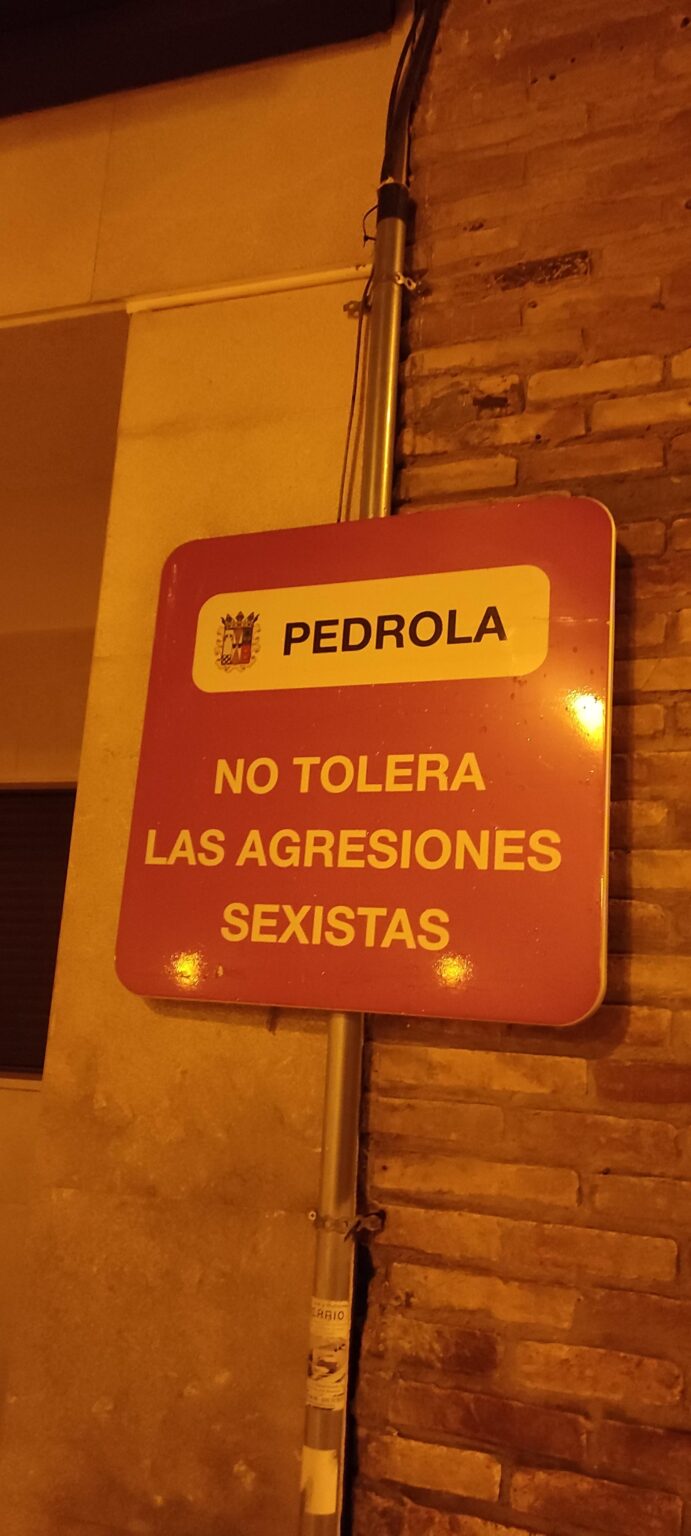 PEDROLA
NO TOLERA
LAS AGRESIONES
SEXISTAS